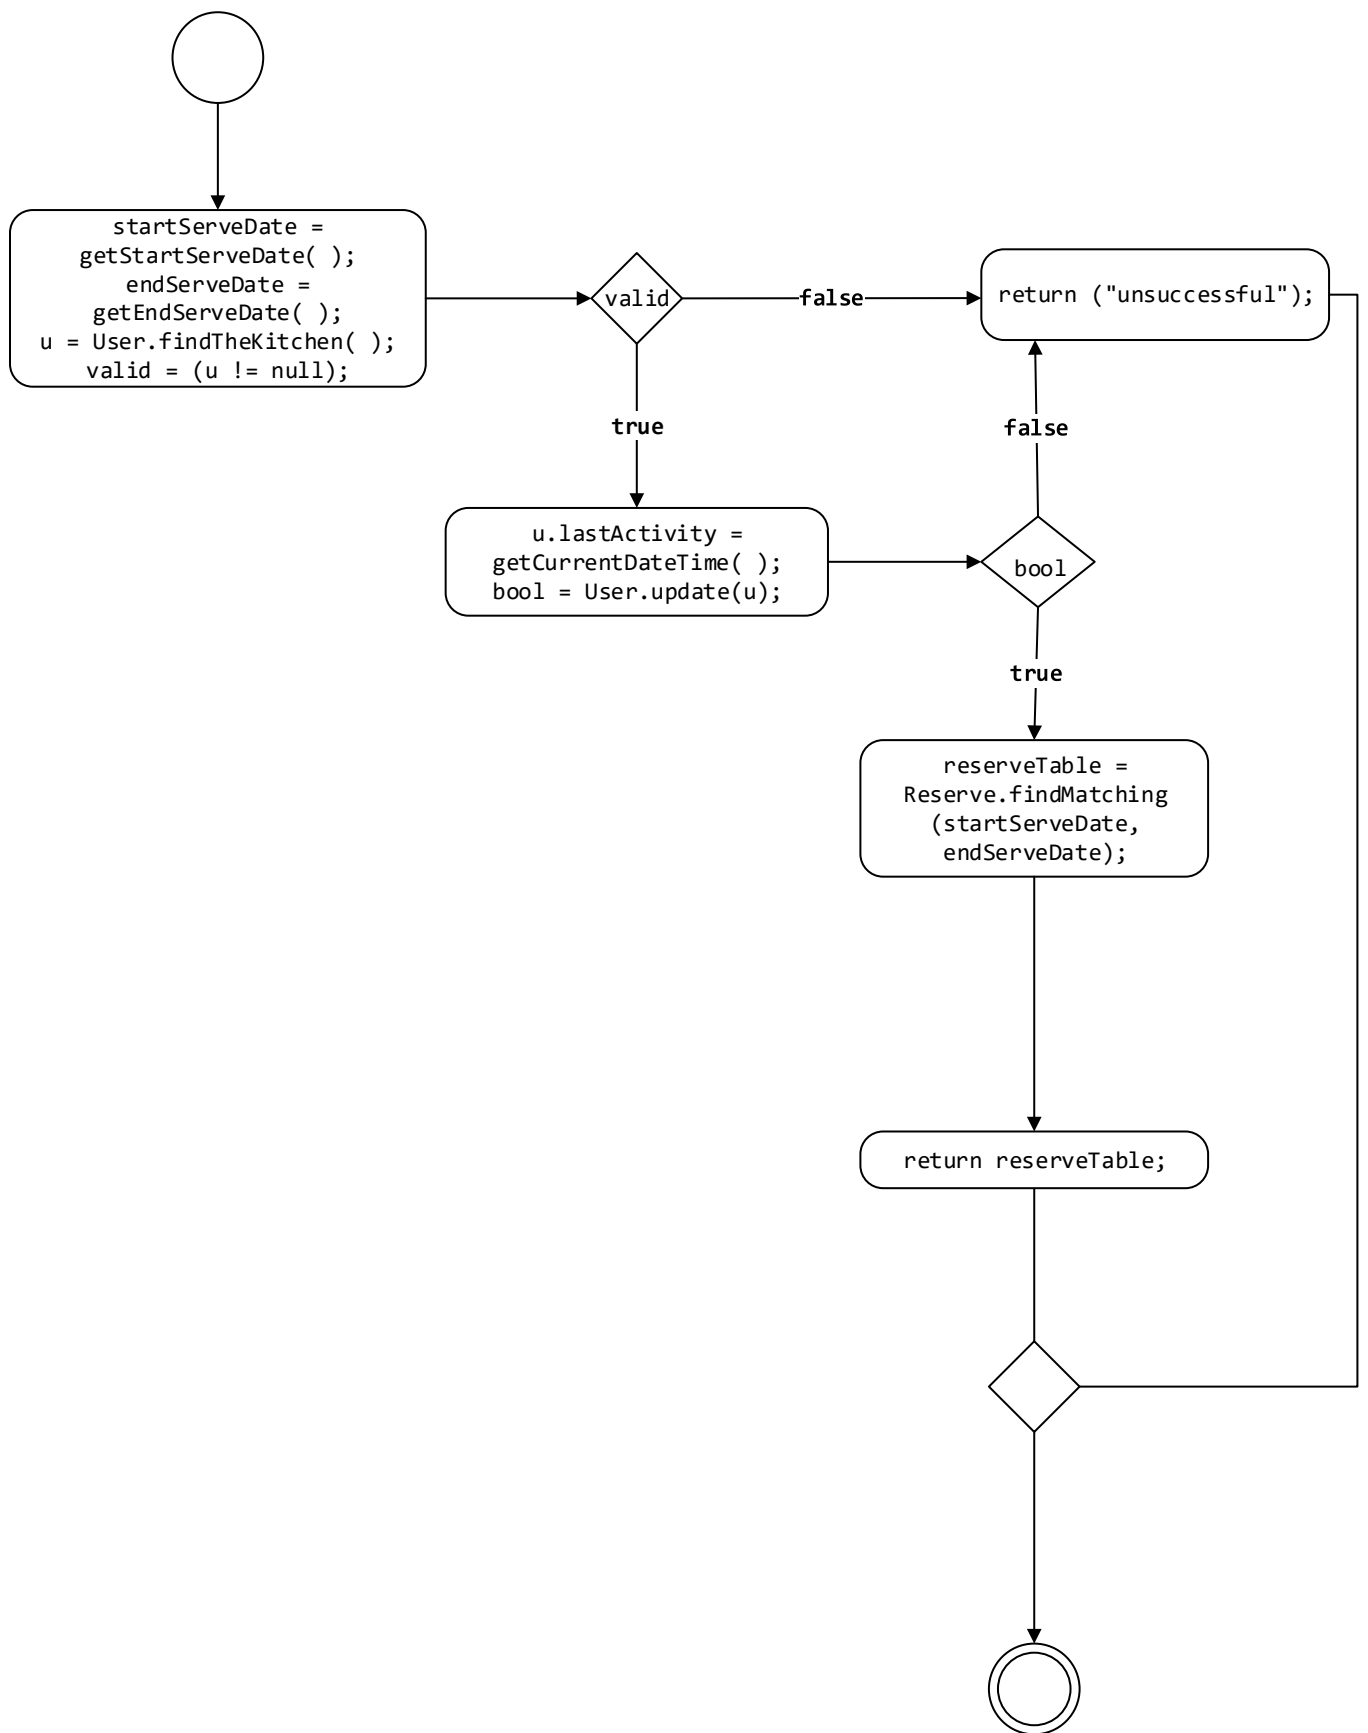 startServeDate =
getStartServeDate( );
endServeDate =
getEndServeDate( );
u = User.findTheKitchen( );
valid = (u != null);
valid
false
return ("unsuccessful");
true
false
u.lastActivity =
getCurrentDateTime( );
bool = User.update(u);
bool
true
reserveTable =
Reserve.findMatching
(startServeDate,
endServeDate);
return reserveTable;